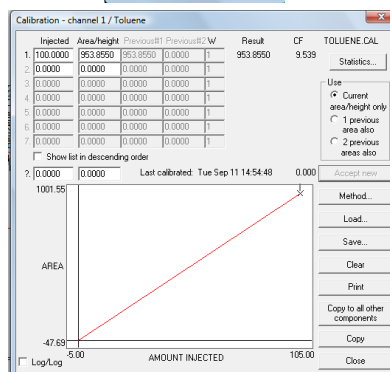 Calibration - channel 1 / Toluene
Injected Area/height Previous#1 Previous#2 W Result CF TOLUENE.CAL
1. 100.0000 953.8550 953.8550 0.0000 1 953.8550 9.539
2. 0.0000 0.0000 0.0000 0.0000 1
Statistics...
3. 0.0000 0.0000 0.0000 0.0000 1
4. 0.0000 0.0000 0.0000 0.0000 1
5. 0.0000 0.0000 0.0000 0.0000 1
6. 0.0000 0.0000 0.0000 0.0000 1
7. 0.0000 0.0000 0.0000 0.0000 1
Use
Current
area/height only
1 previous
area also
2 previous
areas also
Show list in descending order
?. 0.0000 0.0000 Last calibrated: Tue Sep 11 14:54:48 0.000 Accept new
1001.55
AREA
-47.69
-5.00 AMOUNT INJECTED 105.00
Log/Log
Method...
Load...
Save...
Clear
Print
Copy to all other
components
Copy
Close